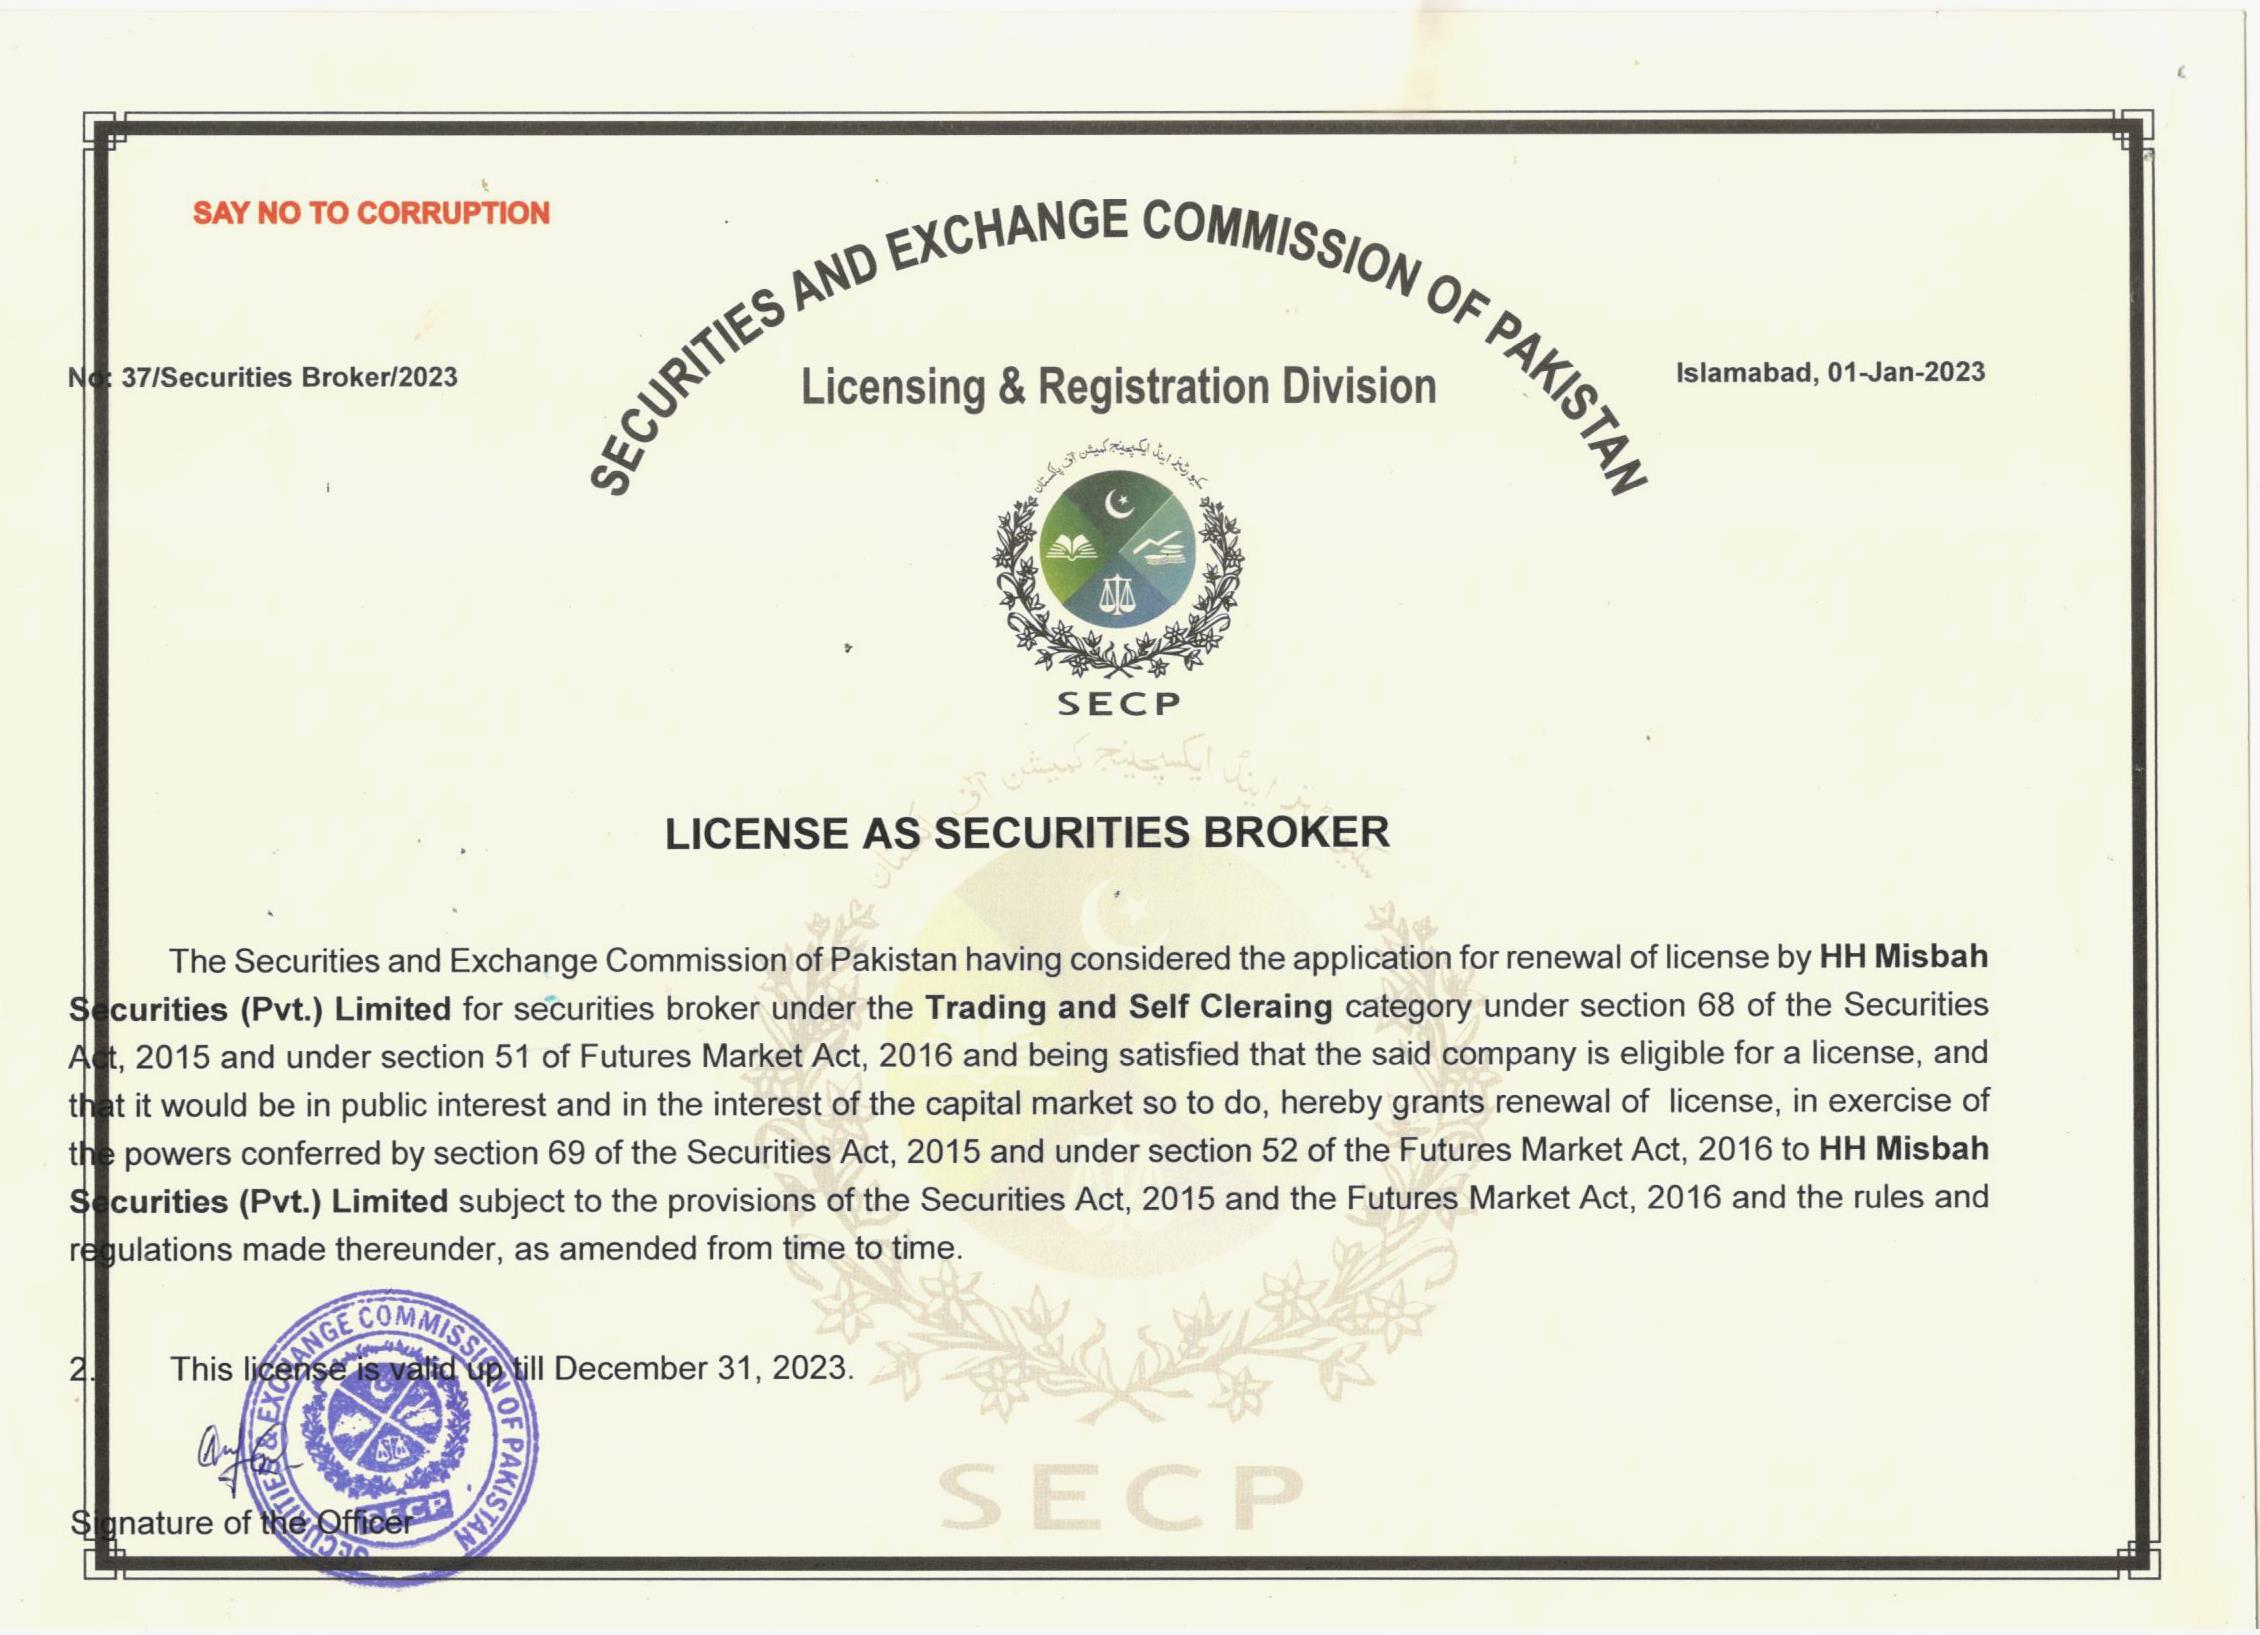 SAY NO TO CORRUPTION
SECURITIES AND EXCHANGE COMMISSION OF PAKISTAN
No: 37/Securities Broker/2023
Licensing & Registration Division
Islamabad, 01-Jan-2023
سیکیورٹیز اینڈ ایکسچینج کمیشن آف پاکستان
SECP
سیکیورٹیز اینڈ ایکسچینج کمیشن آف پاکستان
LICENSE AS SECURITIES BROKER
The Securities and Exchange Commission of Pakistan having considered the application for renewal of license by HH Misbah
Securities (Pvt.) Limited for securities broker under the Trading and Self Cleraing category under section 68 of the Securities
Act, 2015 and under section 51 of Futures Market Act, 2016 and being satisfied that the said company is eligible for a license, and
that it would be in public interest and in the interest of the capital market so to do, hereby grants renewal of license, in exercise of
the powers conferred by section 69 of the Securities Act, 2015 and under section 52 of the Futures Market Act, 2016 to HH Misbah
Securities (Pvt.) Limited subject to the provisions of the Securities Act, 2015 and the Futures Market Act, 2016 and the rules and
regulations made thereunder, as amended from time to time.
2. This license is valid up till December 31, 2023.
SECURITIES & EXCHANGE COMMISSION OF PAKISTAN
SECP
Signature of the Officer
SECP